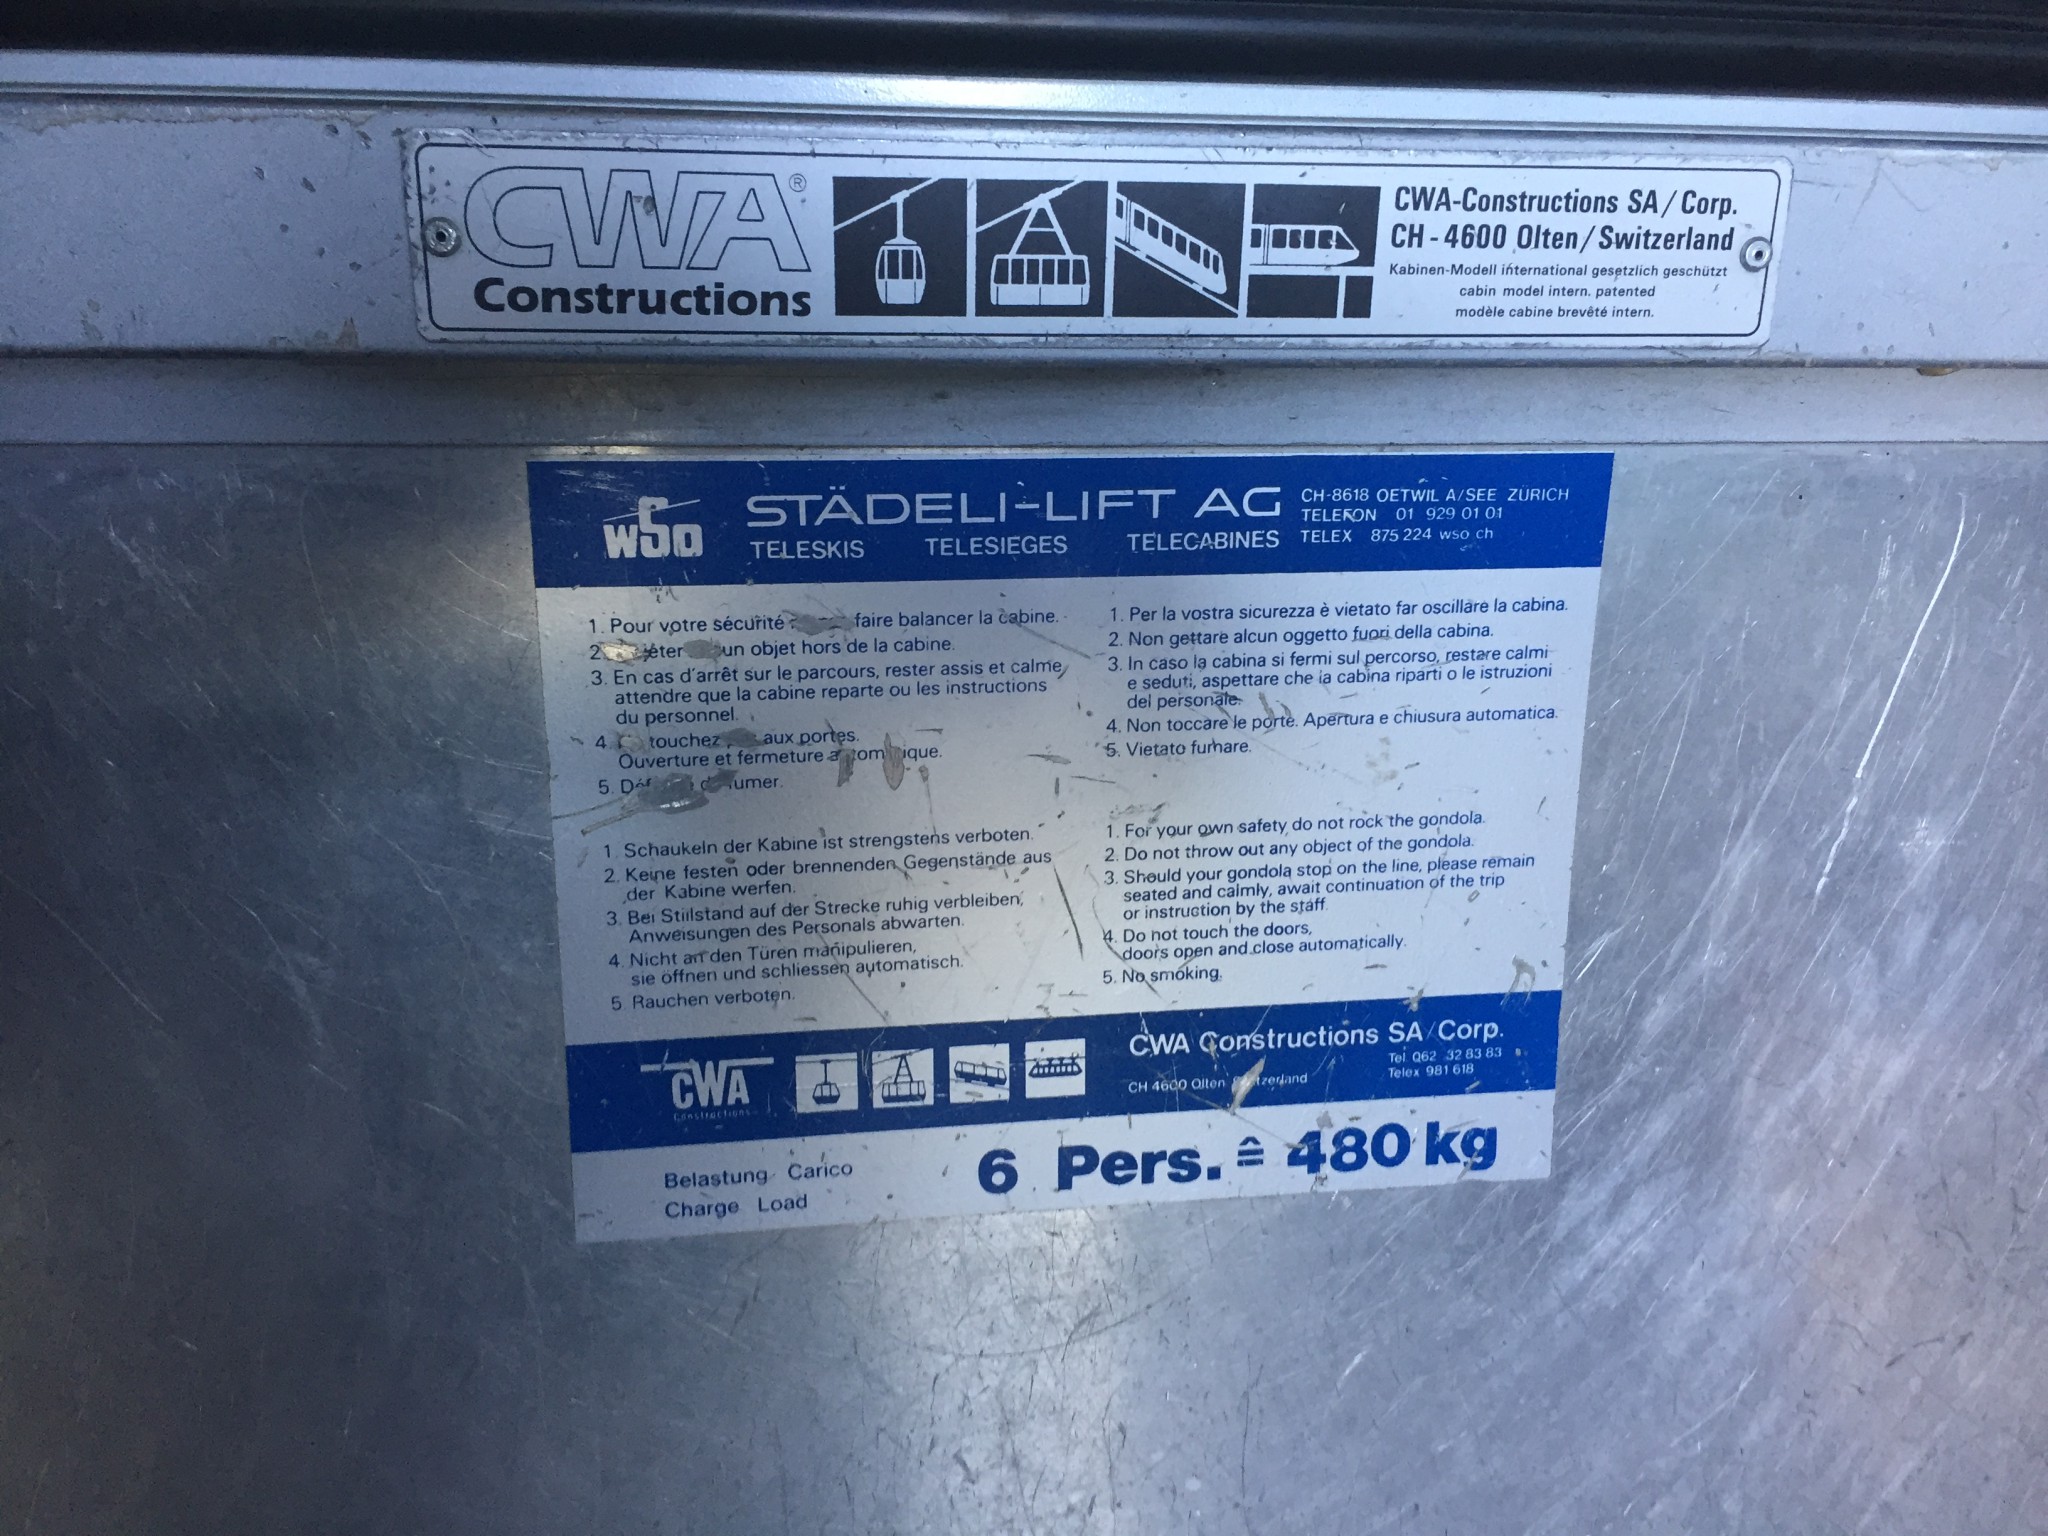 CWA®
Constructions
CWA-Constructions SA/Corp.
CH-4600 Olten/Switzerland
Kabinen-Modell international gesetzlich geschützt
cabin model intern. patented
modèle cabine brevêté intern.
wso
STÄDELI-LIFT AG
TELESKIS TELESIEGES TELECABINES
CH-8618 OETWIL A/SEE ZÜRICH
TELEFON 01 929 01 01
TELEX 875 224 wso ch
1. Pour votre sécurité faire balancer la cabine.
2. jéter un objet hors de la cabine.
3. En cas d'arrêt sur le parcours, rester assis et calme,
attendre que la cabine reparte ou les instructions
du personnel.
4. touchez aux portes.
Ouverture et fermeture
5.
1. Per la vostra sicurezza è vietato far oscillare la cabina.
2. Non gettare alcun oggetto fuori della cabina.
3. In caso la cabina si fermi sul percorso, restare calmi
e seduti, aspettare che la cabina riparti o le istruzioni
del personale.
4. Non toccare le porte. Apertura e chiusura automatica.
5. Vietato fumare.
1. Schaukeln der Kabine ist strengstens verboten.
2. Keine festen oder brennenden Gegenstände aus
der Kabine werfen.
3. Bei Stillstand auf der Strecke ruhig verbleiben,
Anweisungen des Personals abwarten.
4. Nicht an den Türen manipulieren,
sie öffnen und schliessen automatisch.
5 Rauchen verboten.
1. For your own safety do not rock the gondola.
2. Do not throw out any object of the gondola.
3. Should your gondola stop on the line, please remain
seated and calmly, await continuation of the trip
or instruction by the staff.
4. Do not touch the doors,
doors open and close automatically.
5. No smoking.
CWA
Constructions
CWA Constructions SA/Corp.
CH 4600 Olten
Tel 062 32 83 83
Telex 981 618
Belastung Carico
Charge Load
6 Pers. ≙ 480 kg